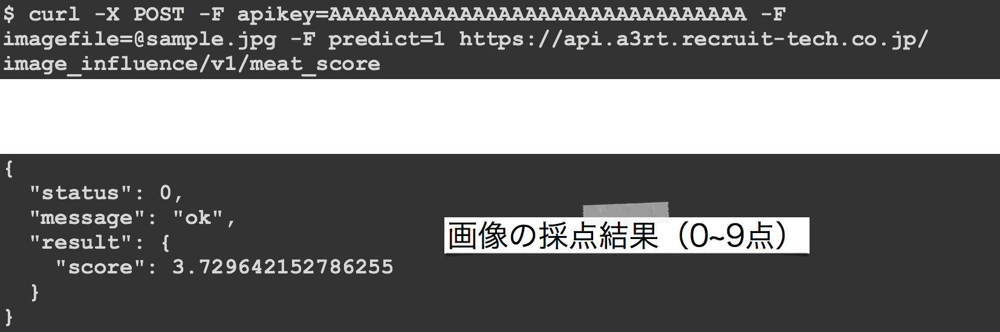 $ curl -X POST -F apikey=AAAAAAAAAAAAAAAAAAAAAAAAAAAAAAAA -F
imagefile=@sample.jpg -F predict=1 https://api.a3rt.recruit-tech.co.jp/
image_influence/v1/meat_score
{
"status": 0,
"message": "ok",
画像の採点結果（0~9点）
"result": {
"score": 3.729642152786255
}
}